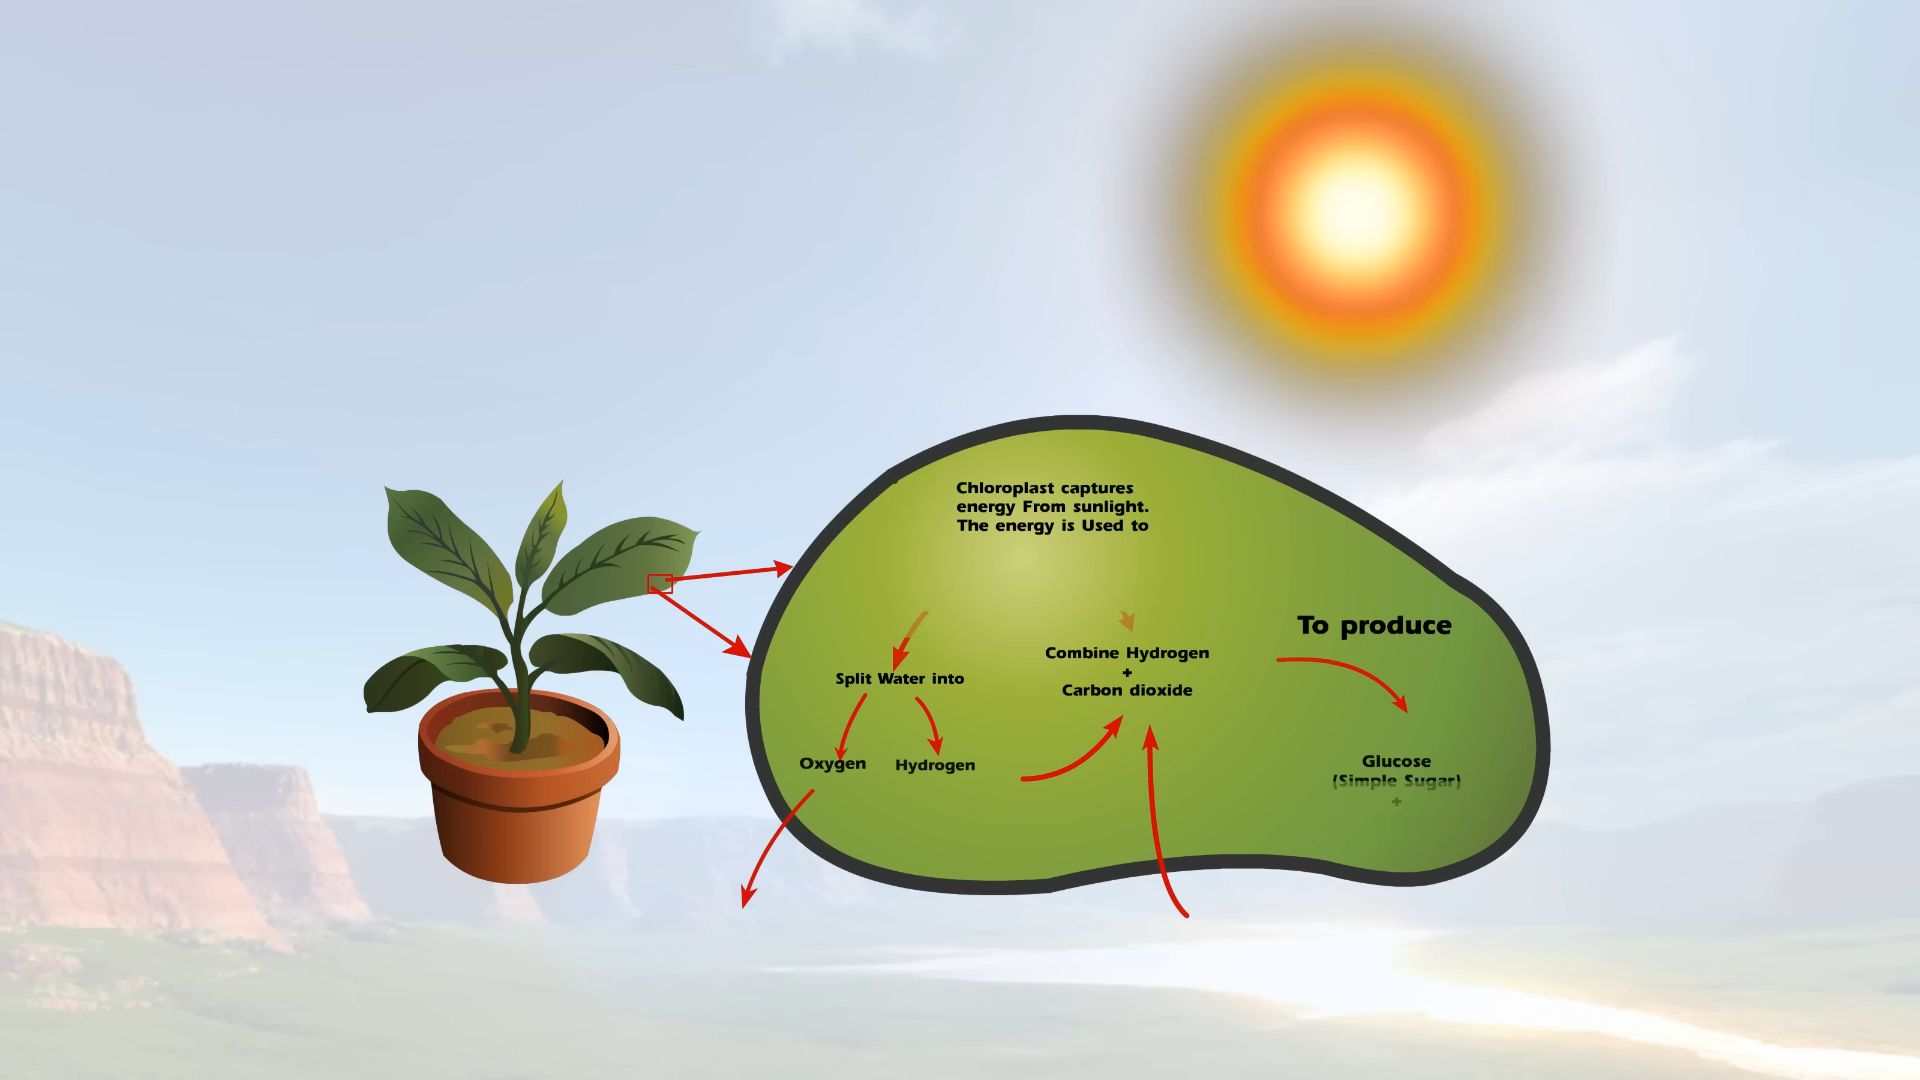 Chloroplast captures
energy From sunlight.
The energy is Used to
Split Water into
Oxygen
Hydrogen
Combine Hydrogen
+
Carbon dioxide
To produce
Glucose
(Simple Sugar)
+